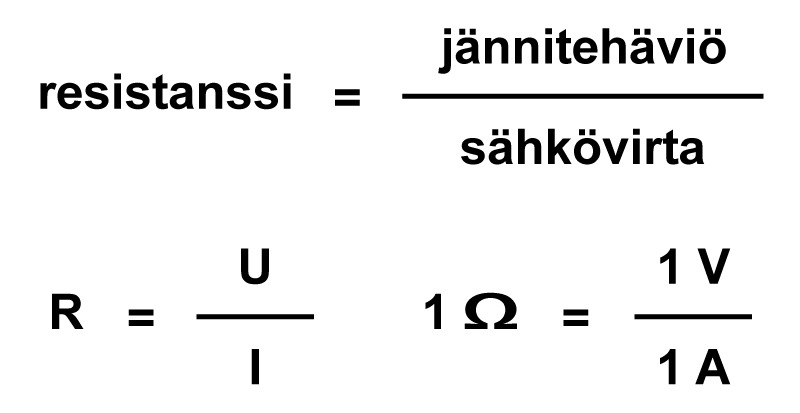 resistanssi = jännitehäviö
sähkövirta
R = U
I
1 Ω = 1 V
1 A